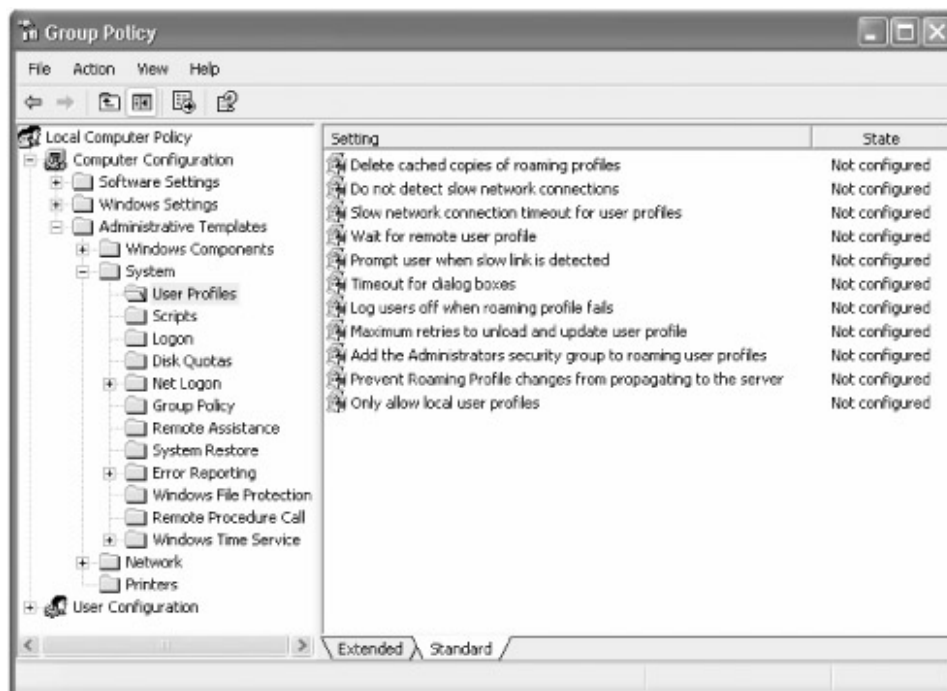 Group Policy
File Action View Help
Local Computer Policy
Computer Configuration
Software Settings
Windows Settings
Administrative Templates
Windows Components
System
User Profiles
Scripts
Logon
Disk Quotas
Net Logon
Group Policy
Remote Assistance
System Restore
Error Reporting
Windows File Protection
Remote Procedure Call
Windows Time Service
Network
Printers
User Configuration
Setting State
Delete cached copies of roaming profiles Not configured
Do not detect slow network connections Not configured
Slow network connection timeout for user profiles Not configured
Wait for remote user profile Not configured
Prompt user when slow link is detected Not configured
Timeout for dialog boxes Not configured
Log users off when roaming profile fails Not configured
Maximum retries to unload and update user profile Not configured
Add the Administrators security group to roaming user profiles Not configured
Prevent Roaming Profile changes from propagating to the server Not configured
Only allow local user profiles Not configured
Extended Standard